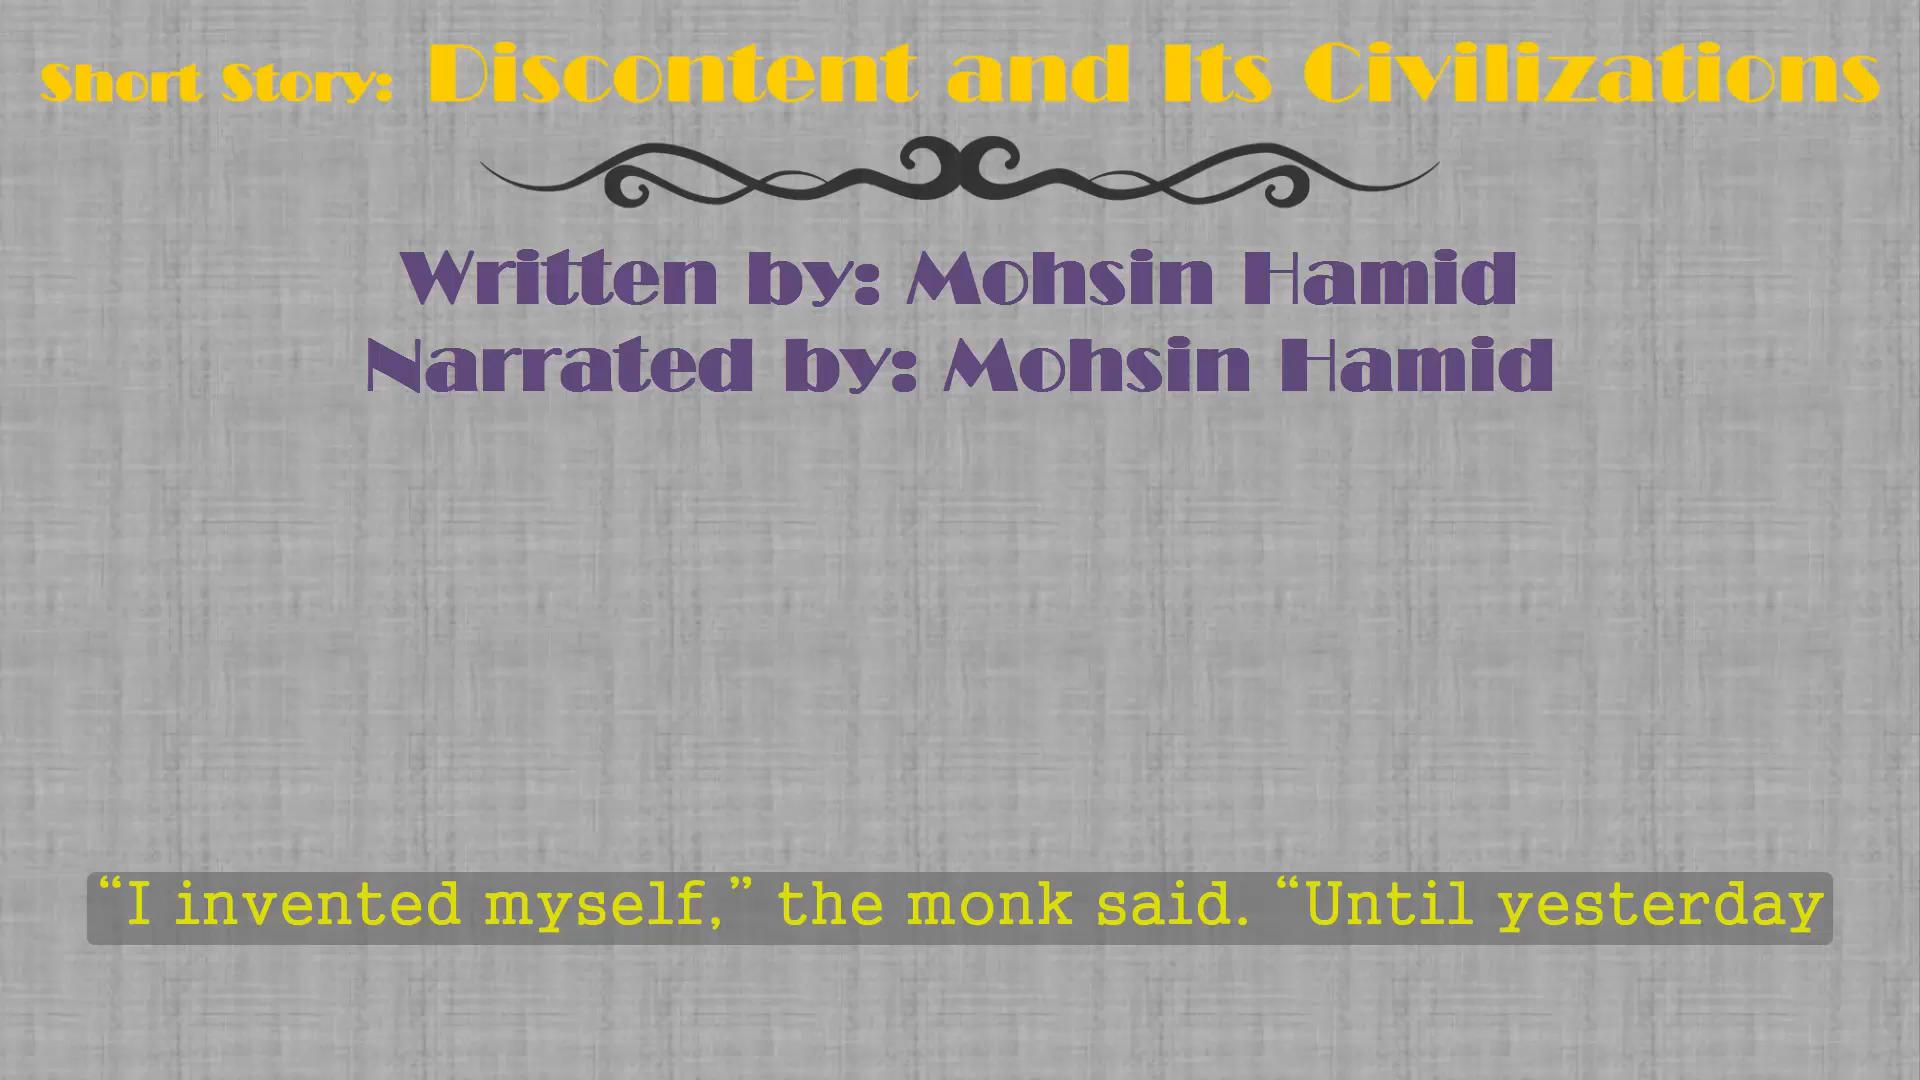 Short Story: Discontent and Its Civilizations
Written by: Mohsin Hamid
Narrated by: Mohsin Hamid
“I invented myself,” the monk said. “Until yesterday